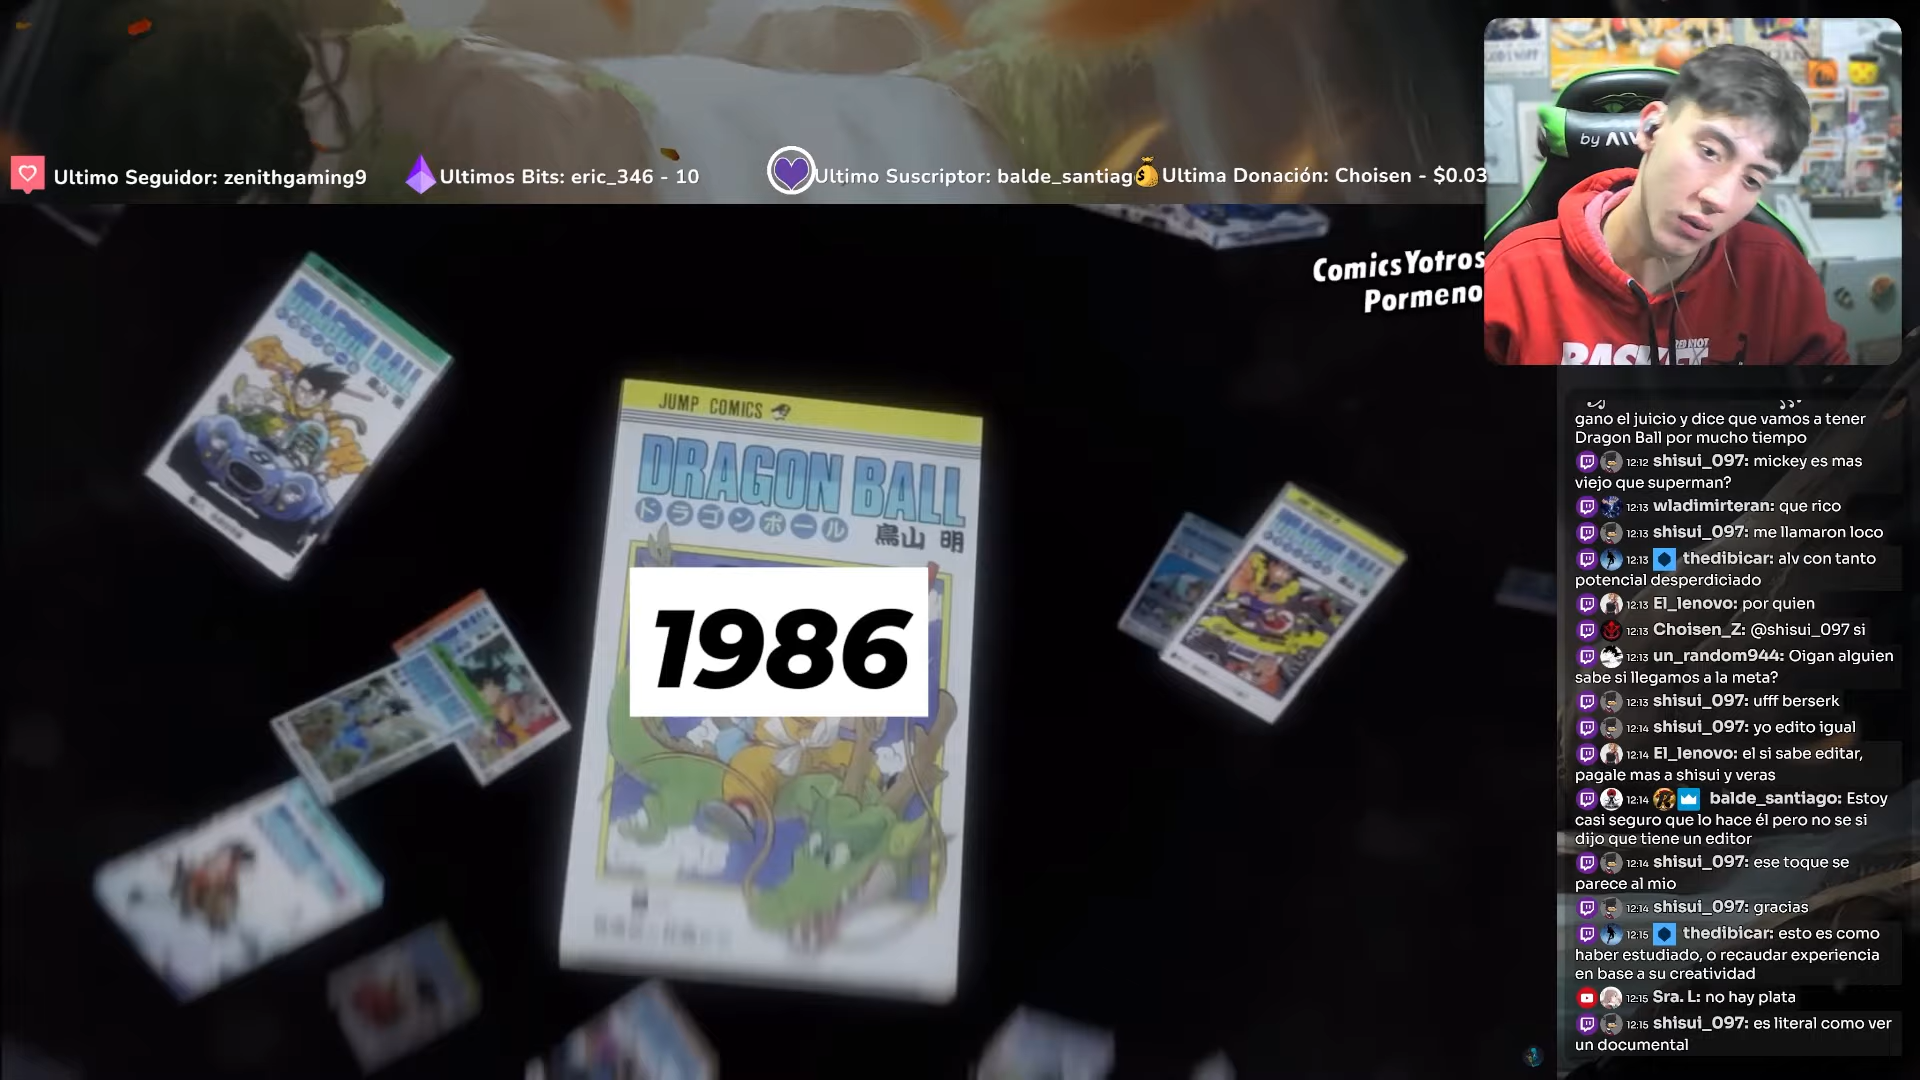 Ultimo Seguidor: zenithgaming9
Ultimos Bits: eric_346 - 10
Ultimo Suscriptor: balde_santiag
Ultima Donación: Choisen - $0.03
by
ComicsYotros
Pormeno
DRAGON BALL
JUMP COMICS
DRAGON BALL
ドラゴンボール
鳥山 明
1986
gano el juicio y dice que vamos a tener
Dragon Ball por mucho tiempo
12:12 shisui_097: mickey es mas
viejo que superman?
12:13 wladimirteran: que rico
12:13 shisui_097: me llamaron loco
12:13 thedibicar: alv con tanto
potencial desperdiciado
12:13 El_lenovo: por quien
12:13 Choisen_Z: @shisui_097 si
12:13 un_random944: Oigan alguien
sabe si llegamos a la meta?
12:13 shisui_097: ufff berserk
12:14 shisui_097: yo edito igual
12:14 El_lenovo: el si sabe editar,
pagale mas a shisui y veras
12:14 balde_santiago: Estoy
casi seguro que lo hace él pero no se si
dijo que tiene un editor
12:14 shisui_097: ese toque se
parece al mio
12:14 shisui_097: gracias
12:15 thedibicar: esto es como
haber estudiado, o recaudar experiencia
en base a su creatividad
12:15 Sra. L: no hay plata
12:15 shisui_097: es literal como ver
un documental